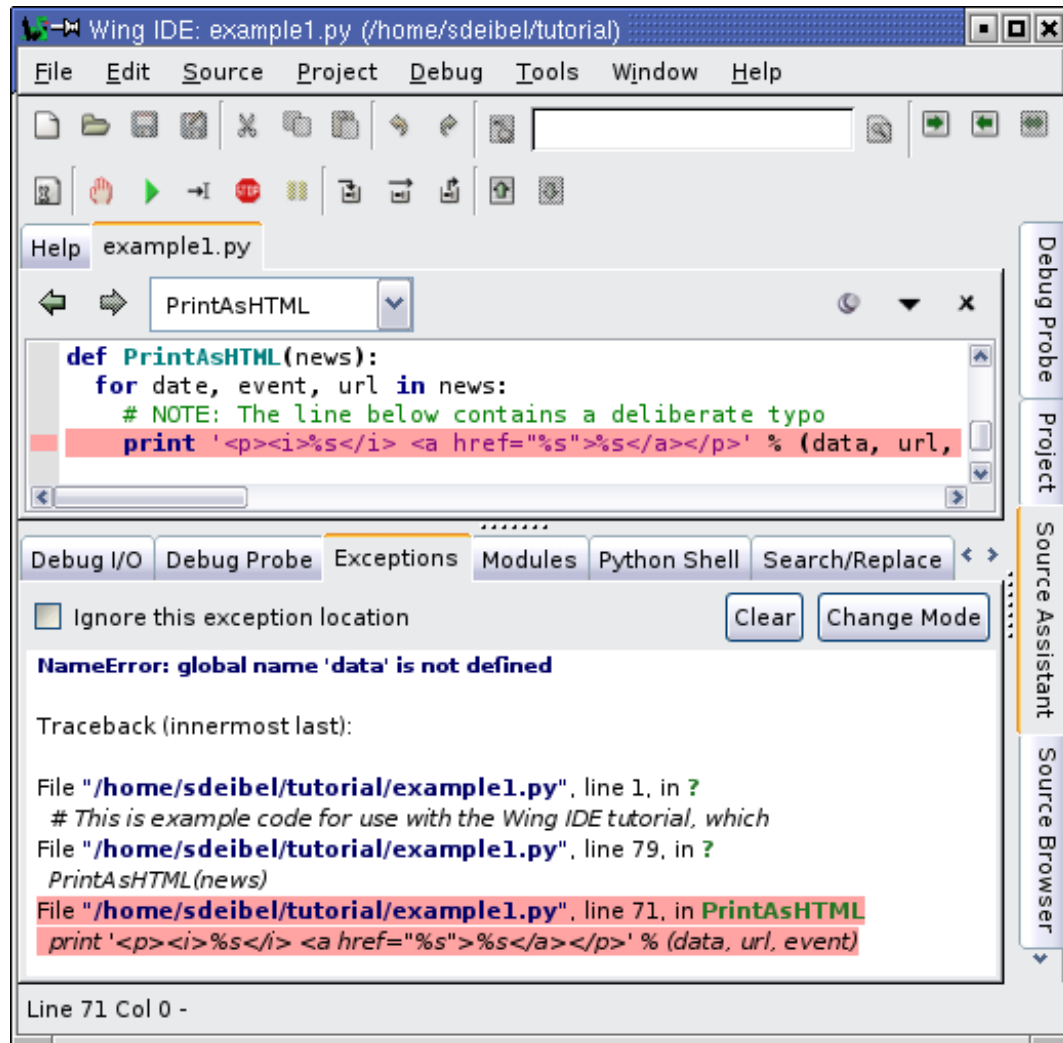 Wing IDE: example1.py (/home/sdeibel/tutorial)
File Edit Source Project Debug Tools Window Help
STOP
Help example1.py
PrintAsHTML
def PrintAsHTML(news):
for date, event, url in news:
# NOTE: The line below contains a deliberate typo
print '<p><i>%s</i> <a href="%s">%s</a></p>' % (data, url,
Debug I/O Debug Probe Exceptions Modules Python Shell Search/Replace
Ignore this exception location Clear Change Mode
NameError: global name 'data' is not defined
Traceback (innermost last):
File "/home/sdeibel/tutorial/example1.py", line 1, in ?
# This is example code for use with the Wing IDE tutorial, which
File "/home/sdeibel/tutorial/example1.py", line 79, in ?
PrintAsHTML(news)
File "/home/sdeibel/tutorial/example1.py", line 71, in PrintAsHTML
print '<p><i>%s</i> <a href="%s">%s</a></p>' % (data, url, event)
Line 71 Col 0 -
Debug Probe
Project
Source Assistant
Source Browser